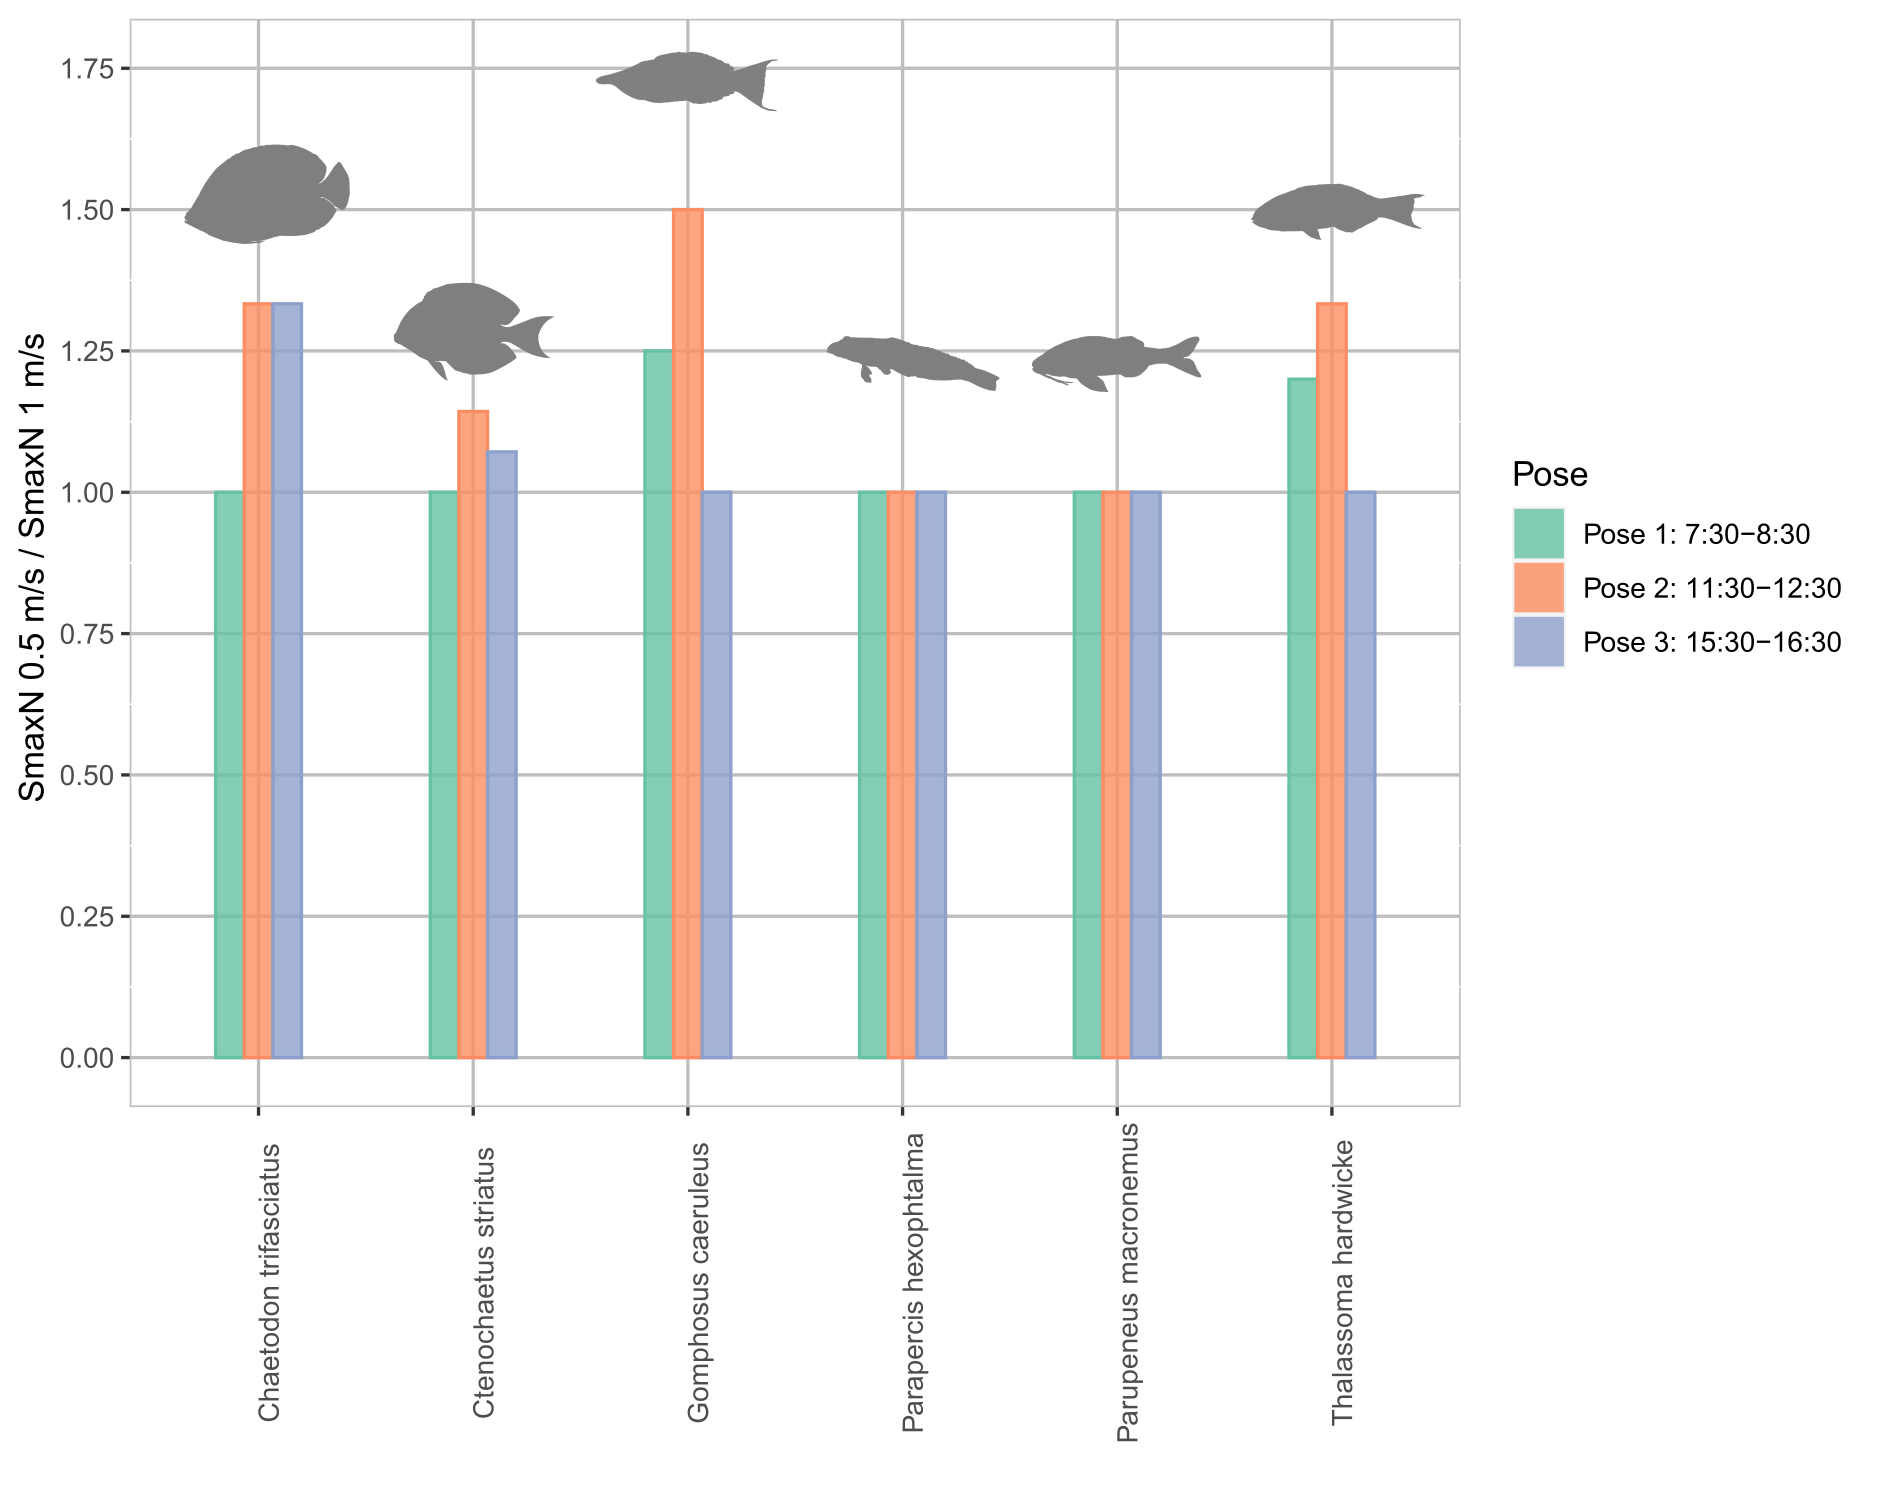 SmaxN 0.5 m/s / SmaxN 1 m/s
1.75
1.50
1.25
1.00
0.75
0.50
0.25
0.00
Chaetodon trifasciatus
Ctenochaetus striatus
Gomphosus caeruleus
Parapercis hexophtalma
Parupeneus macronemus
Thalassoma hardwicke
Pose
Pose 1: 7:30−8:30
Pose 2: 11:30−12:30
Pose 3: 15:30−16:30